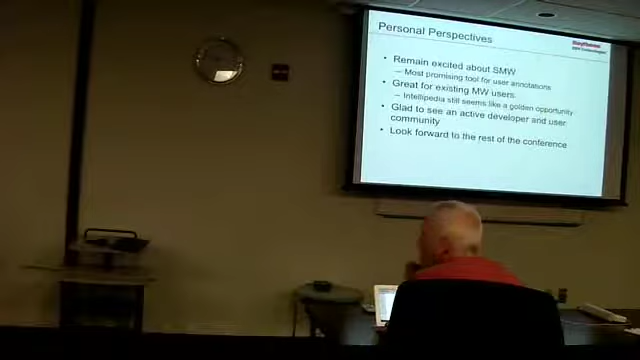 Personal Perspectives
Raytheon
• Remain excited about SMW
– Most promising tool for user annotations
• Great for existing MW users.
– Intellipedia still seems like a golden opportunity
• Glad to see an active developer and user
community
• Look forward to the rest of the conference